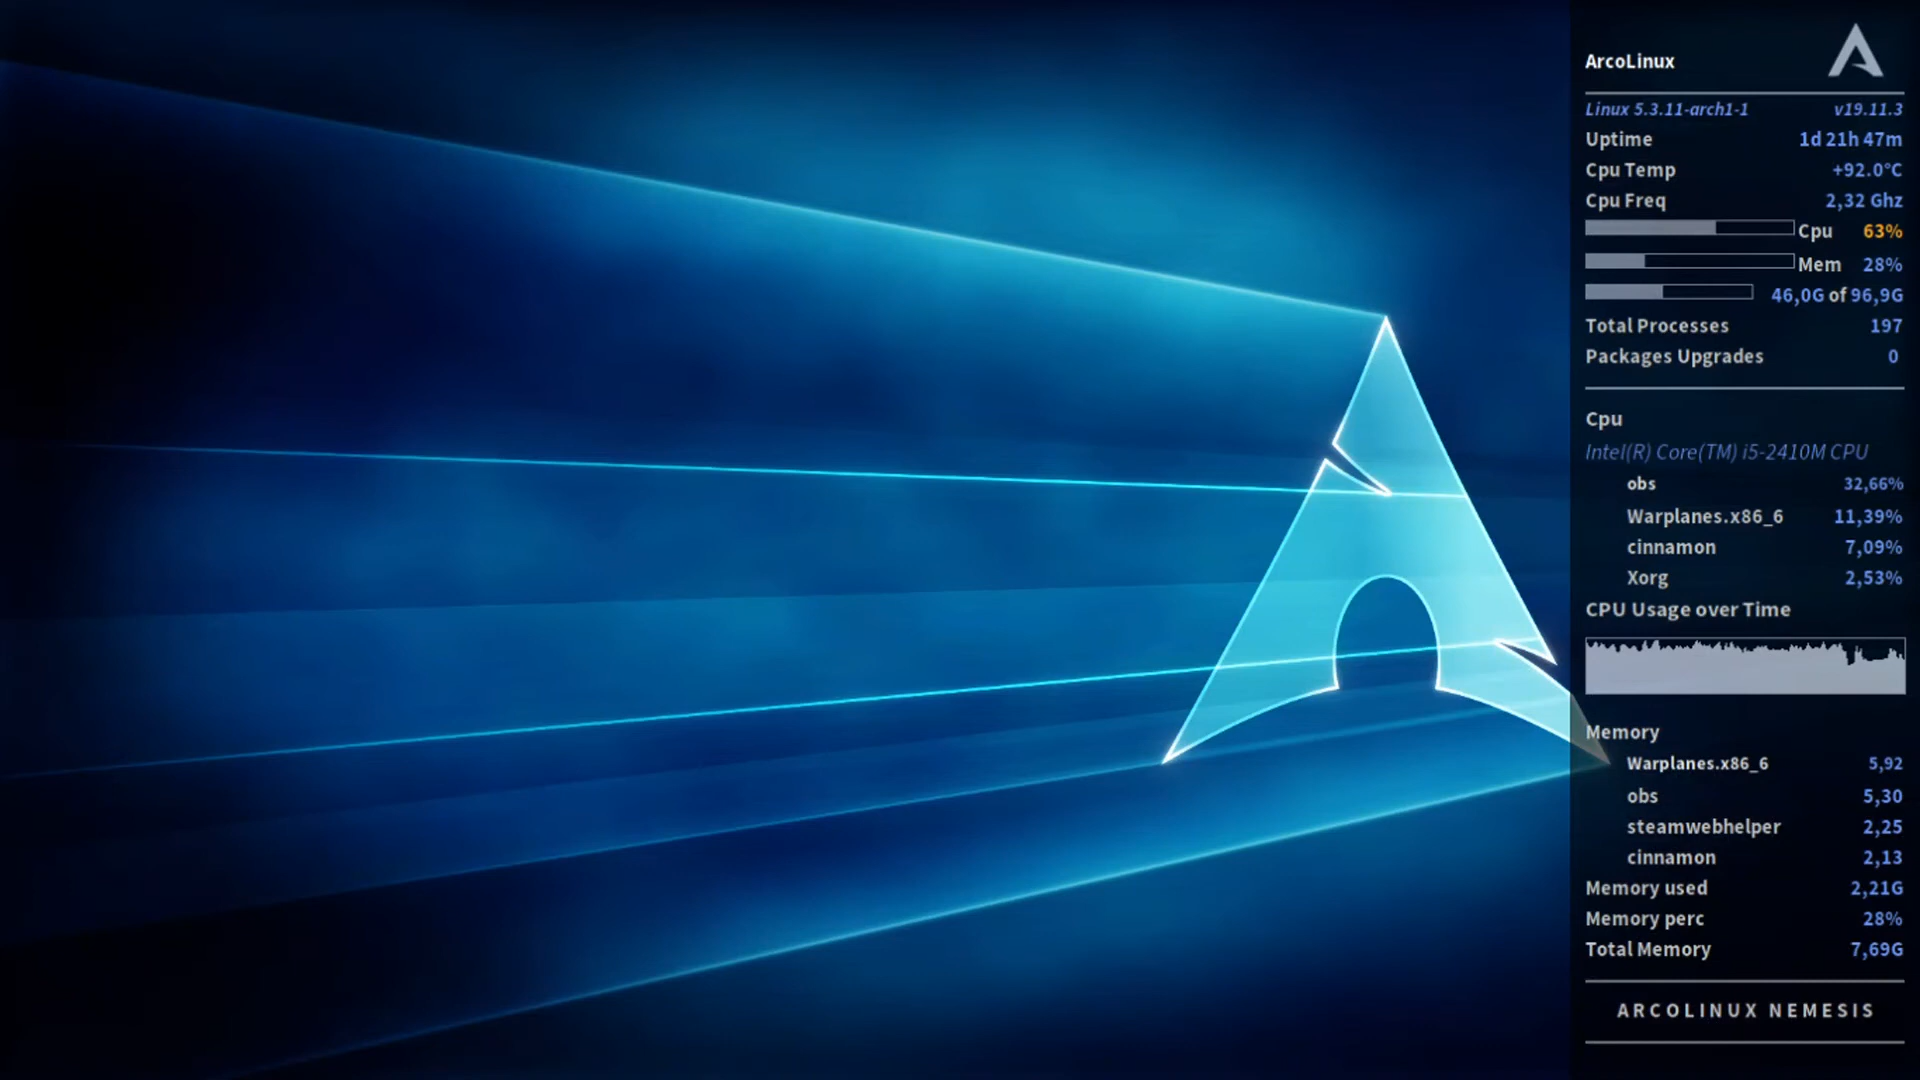 ArcoLinux
Linux 5.3.11-arch1-1 v19.11.3
Uptime 1d 21h 47m
Cpu Temp +92.0°C
Cpu Freq 2,32 Ghz
Cpu 63%
Mem 28%
46,0G of 96,9G
Total Processes 197
Packages Upgrades 0
Cpu
Intel(R) Core(TM) i5-2410M CPU
obs 32,66%
Warplanes.x86_6 11,39%
cinnamon 7,09%
Xorg 2,53%
CPU Usage over Time
Memory
Warplanes.x86_6 5,92
obs 5,30
steamwebhelper 2,25
cinnamon 2,13
Memory used 2,21G
Memory perc 28%
Total Memory 7,69G
ARCOLINUX NEMESIS